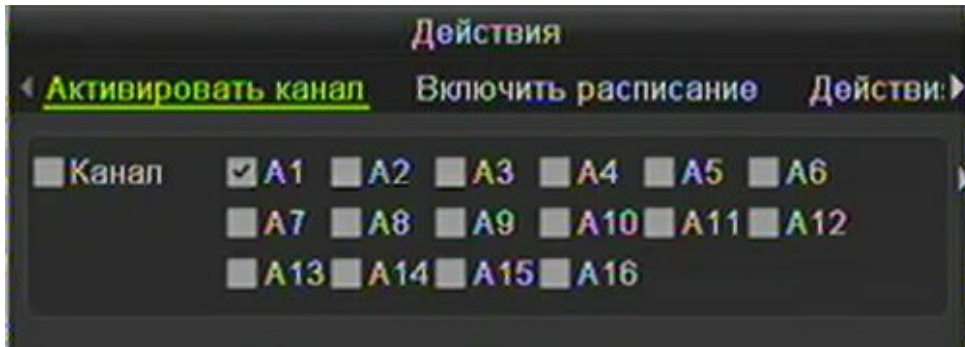 Действия
Активировать канал Включить расписание Действи
Канал A1 A2 A3 A4 A5 A6
A7 A8 A9 A10 A11 A12
A13 A14 A15 A16